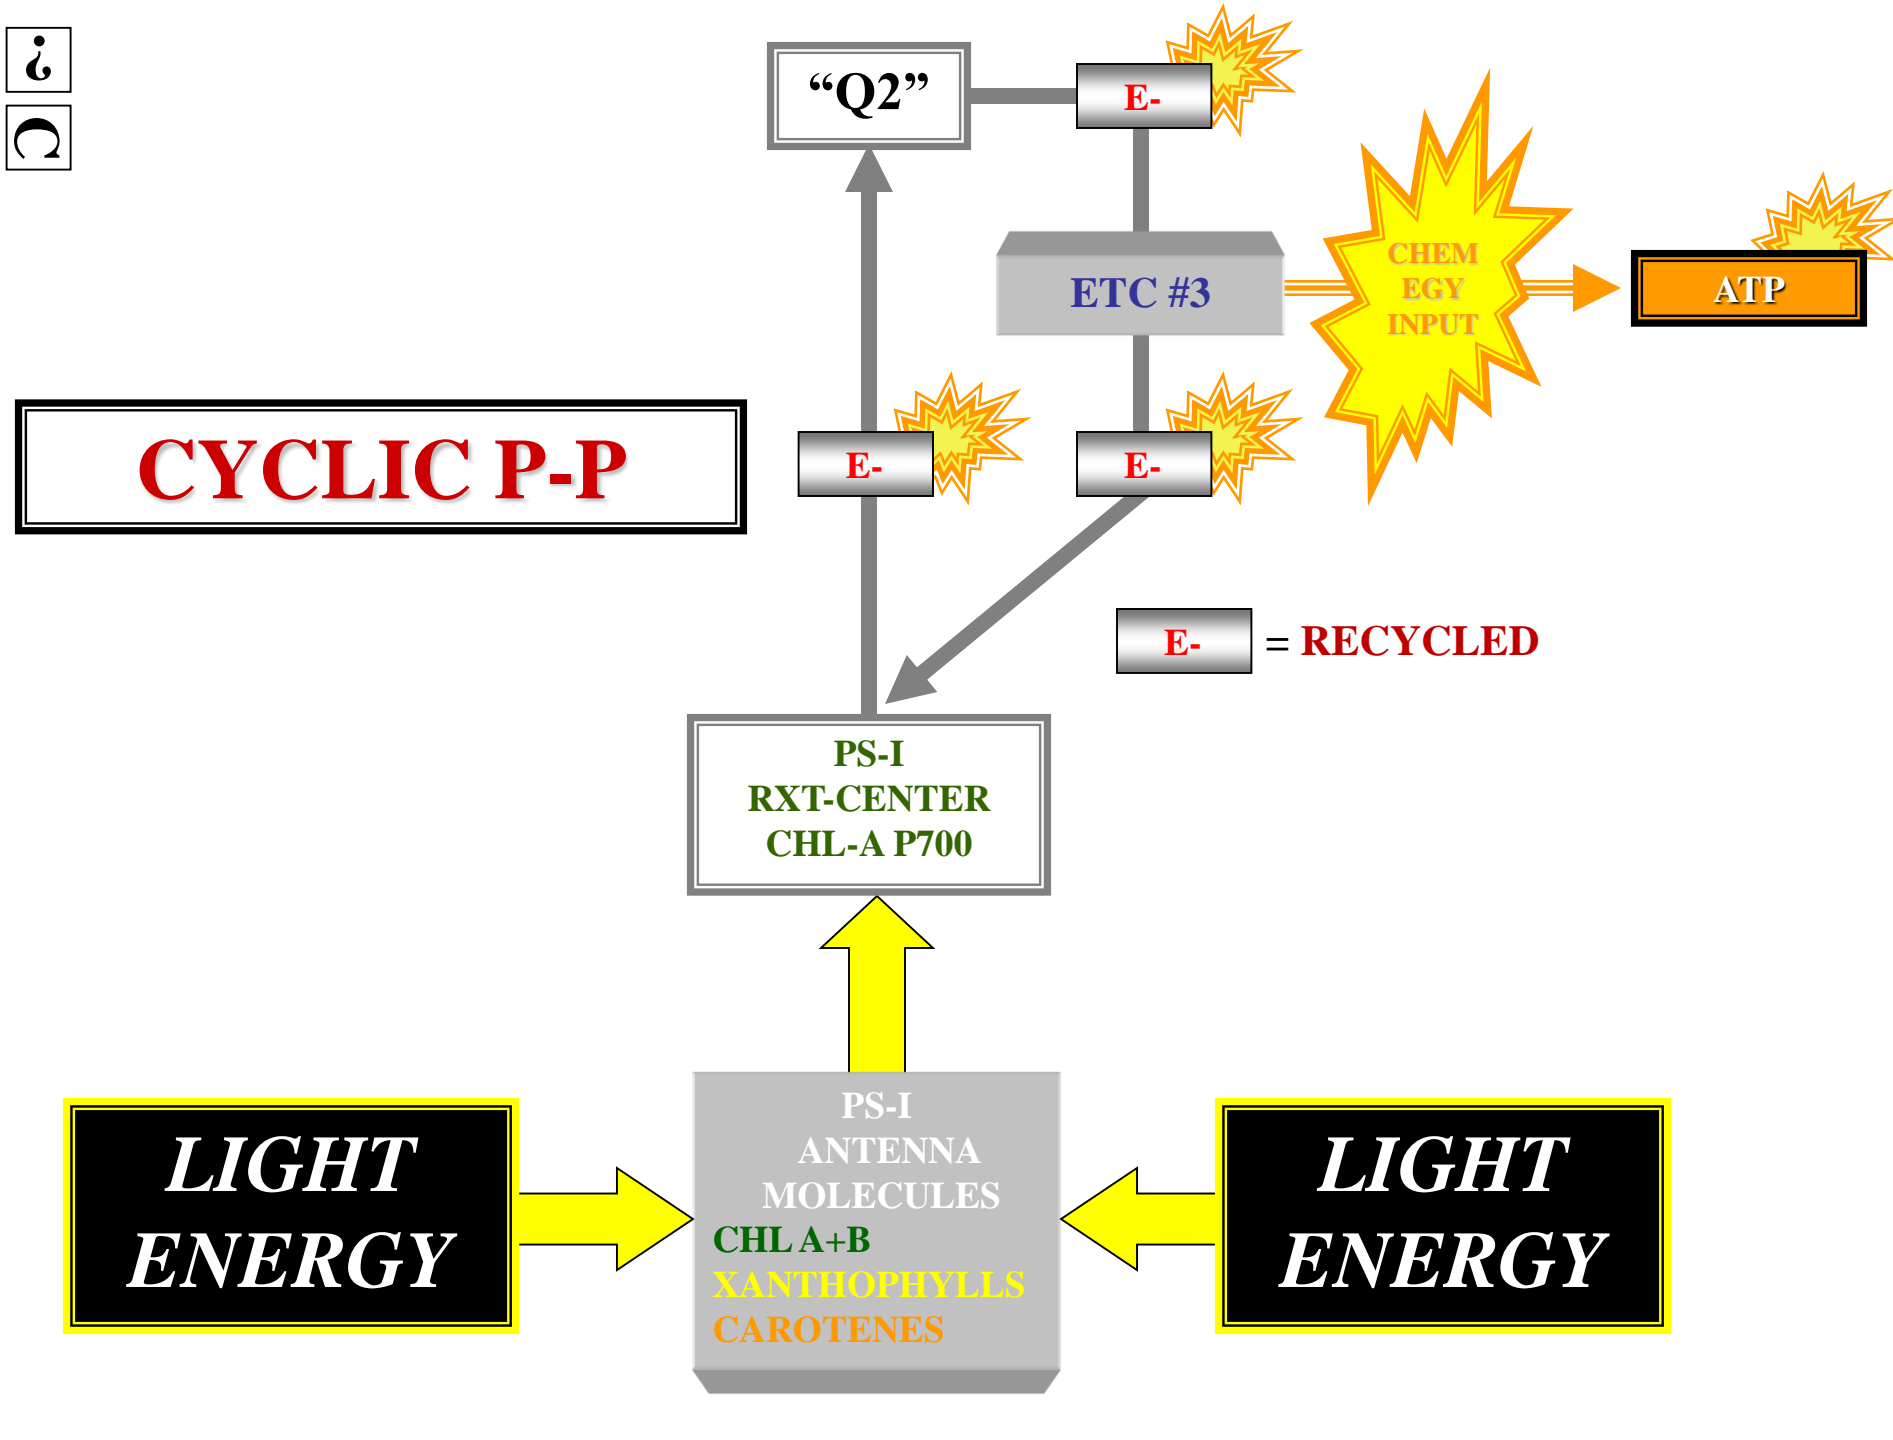 ?
C
“Q2”
E-
ETC #3
CHEM
EGY
INPUT
ATP
CYCLIC P-P
E-
E-
E- = RECYCLED
PS-I
RXT-CENTER
CHL-A P700
LIGHT
ENERGY
PS-I
ANTENNA
MOLECULES
CHL A+B
XANTHOPHYLLS
CAROTENES
LIGHT
ENERGY